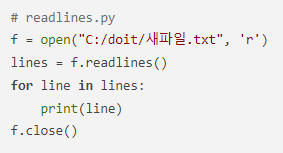 # readlines.py
f = open("C:/doit/새파일.txt", 'r')
lines = f.readlines()
for line in lines:
    print(line)
f.close()